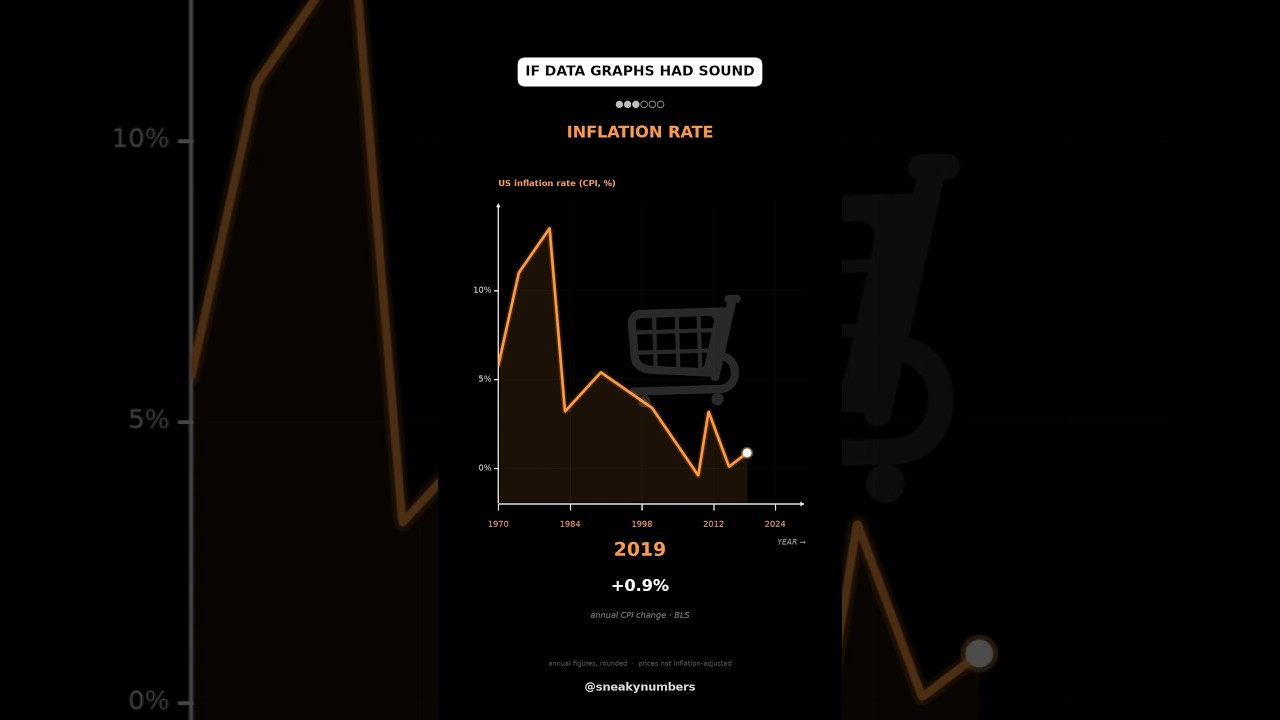 IF DATA GRAPHS HAD SOUND
INFLATION RATE
US inflation rate (CPI, %)
10%
5%
0%
10%
5%
0%
1970 1984 1998 2012 2024
YEAR →
2019
+0.9%
annual CPI change · BLS
annual figures, rounded · prices not inflation-adjusted
@sneakynumbers